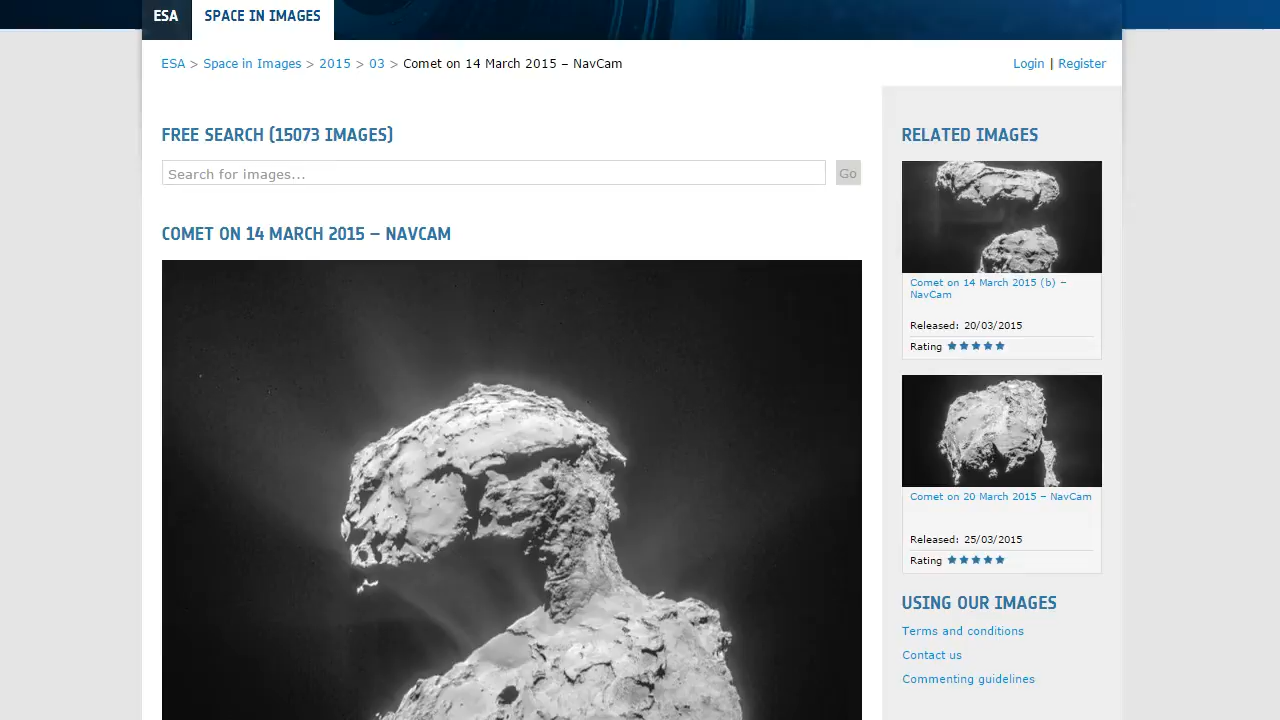 ESA SPACE IN IMAGES
ESA > Space in Images > 2015 > 03 > Comet on 14 March 2015 – NavCam
Login | Register
FREE SEARCH (15073 IMAGES)
Search for images...
Go
COMET ON 14 MARCH 2015 – NAVCAM
RELATED IMAGES
Comet on 14 March 2015 (b) –
NavCam
Released: 20/03/2015
Rating
Comet on 20 March 2015 – NavCam
Released: 25/03/2015
Rating
USING OUR IMAGES
Terms and conditions
Contact us
Commenting guidelines